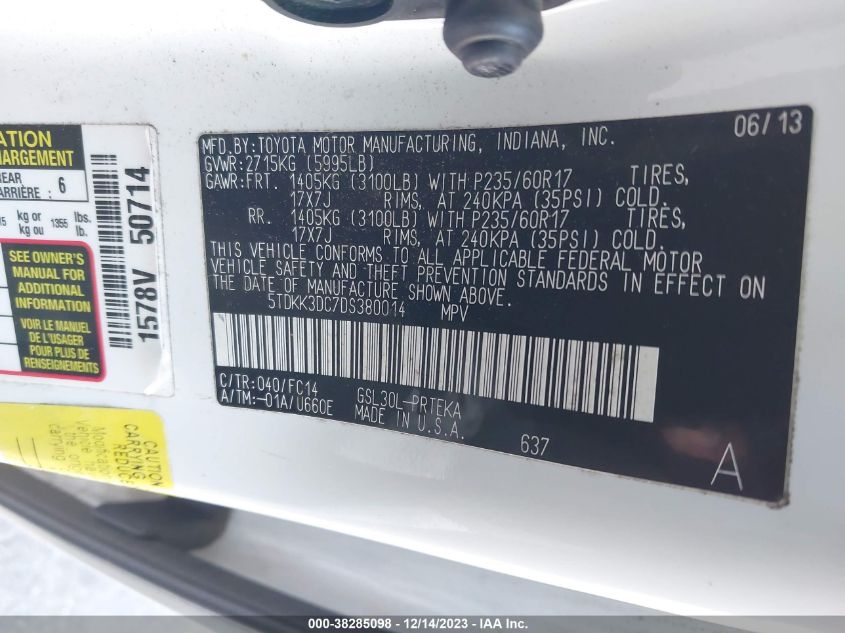 MFD.BY:TOYOTA MOTOR MANUFACTURING, INDIANA, INC. 06/13
GVWR:2715KG (5995LB)
GAWR:FRT. 1405KG (3100LB) WITH P235/60R17 TIRES,
17X7J RIMS, AT 240KPA (35PSI) COLD.
RR. 1405KG (3100LB) WITH P235/60R17 TIRES,
17X7J RIMS, AT 240KPA (35PSI) COLD.
THIS VEHICLE CONFORMS TO ALL APPLICABLE FEDERAL MOTOR
VEHICLE SAFETY AND THEFT PREVENTION STANDARDS IN EFFECT ON
THE DATE OF MANUFACTURE SHOWN ABOVE.
5TDKK3DC7DS380014 MPV
C/TR:040/FC14 GSL30L-PRTEKA
A/TM:-01A/U660E MADE IN U.S.A.
637
A
REAR
ARRIÈRE : 6
kg or 1355 lbs.
kg ou lb.
SEE OWNER'S
MANUAL FOR
ADDITIONAL
INFORMATION
VOIR LE MANUEL
DE L'USAGER
POUR PLUS DE
RENSEIGNEMENTS
1578V 50714
CAUTION
000-38285098 - 12/14/2023 - www.iaai.com